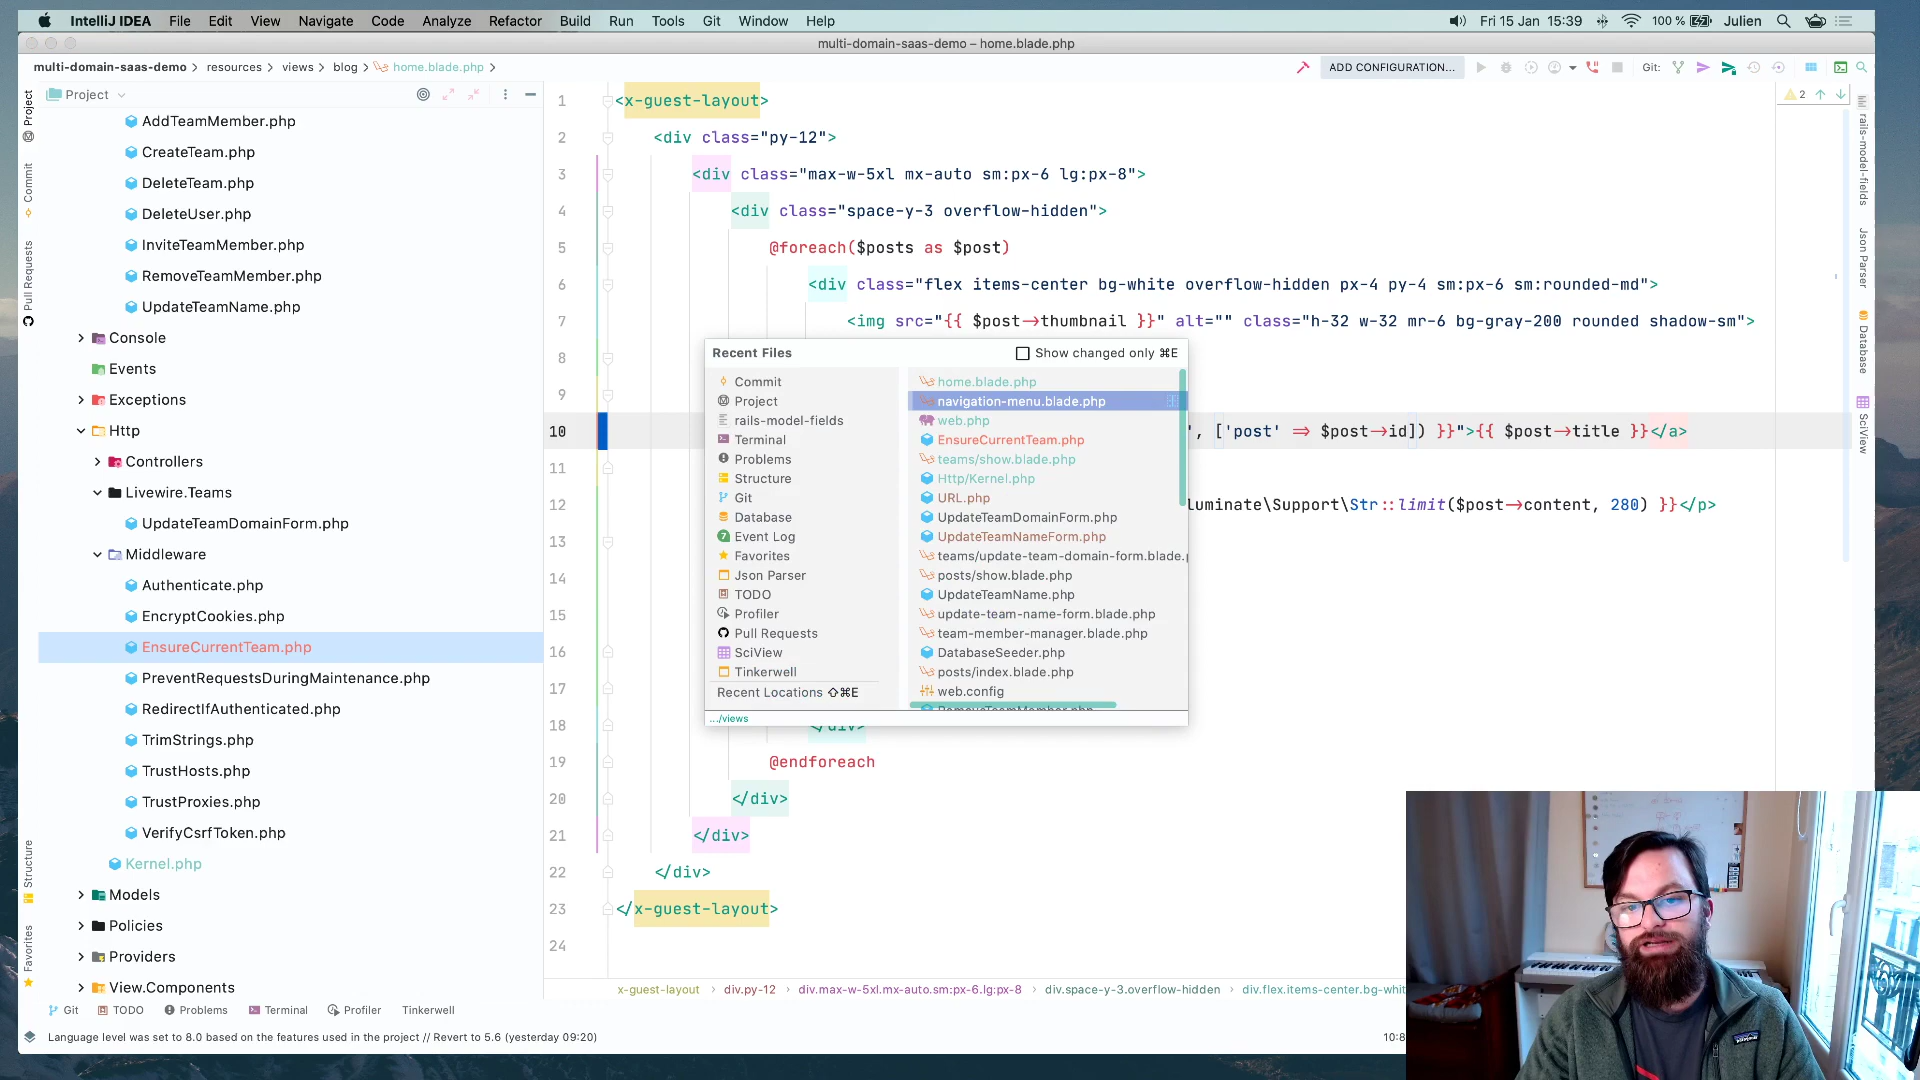 IntelliJ IDEA File Edit View Navigate Code Analyze Refactor Build Run Tools Git Window Help Fri 15 Jan 15:39 100 % Julien
multi-domain-saas-demo – home.blade.php
multi-domain-saas-demo resources views blog home.blade.php ADD CONFIGURATION... Git:
Project
Project
Commit
Pull Requests
Structure
Favorites
AddTeamMember.php
CreateTeam.php
DeleteTeam.php
DeleteUser.php
InviteTeamMember.php
RemoveTeamMember.php
UpdateTeamName.php
Console
Events
Exceptions
Http
Controllers
Livewire.Teams
UpdateTeamDomainForm.php
Middleware
Authenticate.php
EncryptCookies.php
EnsureCurrentTeam.php
PreventRequestsDuringMaintenance.php
RedirectIfAuthenticated.php
TrimStrings.php
TrustHosts.php
TrustProxies.php
VerifyCsrfToken.php
Kernel.php
Models
Policies
Providers
View.Components
1 <x-guest-layout>
2 <div class="py-12">
3 <div class="max-w-5xl mx-auto sm:px-6 lg:px-8">
4 <div class="space-y-3 overflow-hidden">
5 @foreach($posts as $post)
6 <div class="flex items-center bg-white overflow-hidden px-4 py-4 sm:px-6 sm:rounded-md">
7 <img src="{{ $post->thumbnail }}" alt="" class="h-32 w-32 mr-6 bg-gray-200 rounded shadow-sm">
8
9
10 ', ['post' => $post->id]) }}">{{ $post->title }}</a>
11
12 luminate\Support\Str::limit($post->content, 280) }}</p>
13
14
15
16
17
18 </div>
19 @endforeach
20 </div>
21 </div>
22 </div>
23 </x-guest-layout>
24
2
Recent Files Show changed only ⌘E
Commit
Project
rails-model-fields
Terminal
Problems
Structure
Git
Database
7 Event Log
Favorites
Json Parser
TODO
Profiler
Pull Requests
SciView
Tinkerwell
Recent Locations ⇧⌘E
home.blade.php
navigation-menu.blade.php
web.php
EnsureCurrentTeam.php
teams/show.blade.php
Http/Kernel.php
URL.php
UpdateTeamDomainForm.php
UpdateTeamNameForm.php
teams/update-team-domain-form.blade.p
posts/show.blade.php
UpdateTeamName.php
update-team-name-form.blade.php
team-member-manager.blade.php
DatabaseSeeder.php
posts/index.blade.php
web.config
RemoveTeamMember.php
.../views
rails-model-fields
Json Parser
Database
SciView
x-guest-layout div.py-12 div.max-w-5xl.mx-auto.sm:px-6.lg:px-8 div.space-y-3.overflow-hidden div.flex.items-center.bg-whit
Git TODO Problems Terminal Profiler Tinkerwell
Language level was set to 8.0 based on the features used in the project // Revert to 5.6 (yesterday 09:20) 10:8